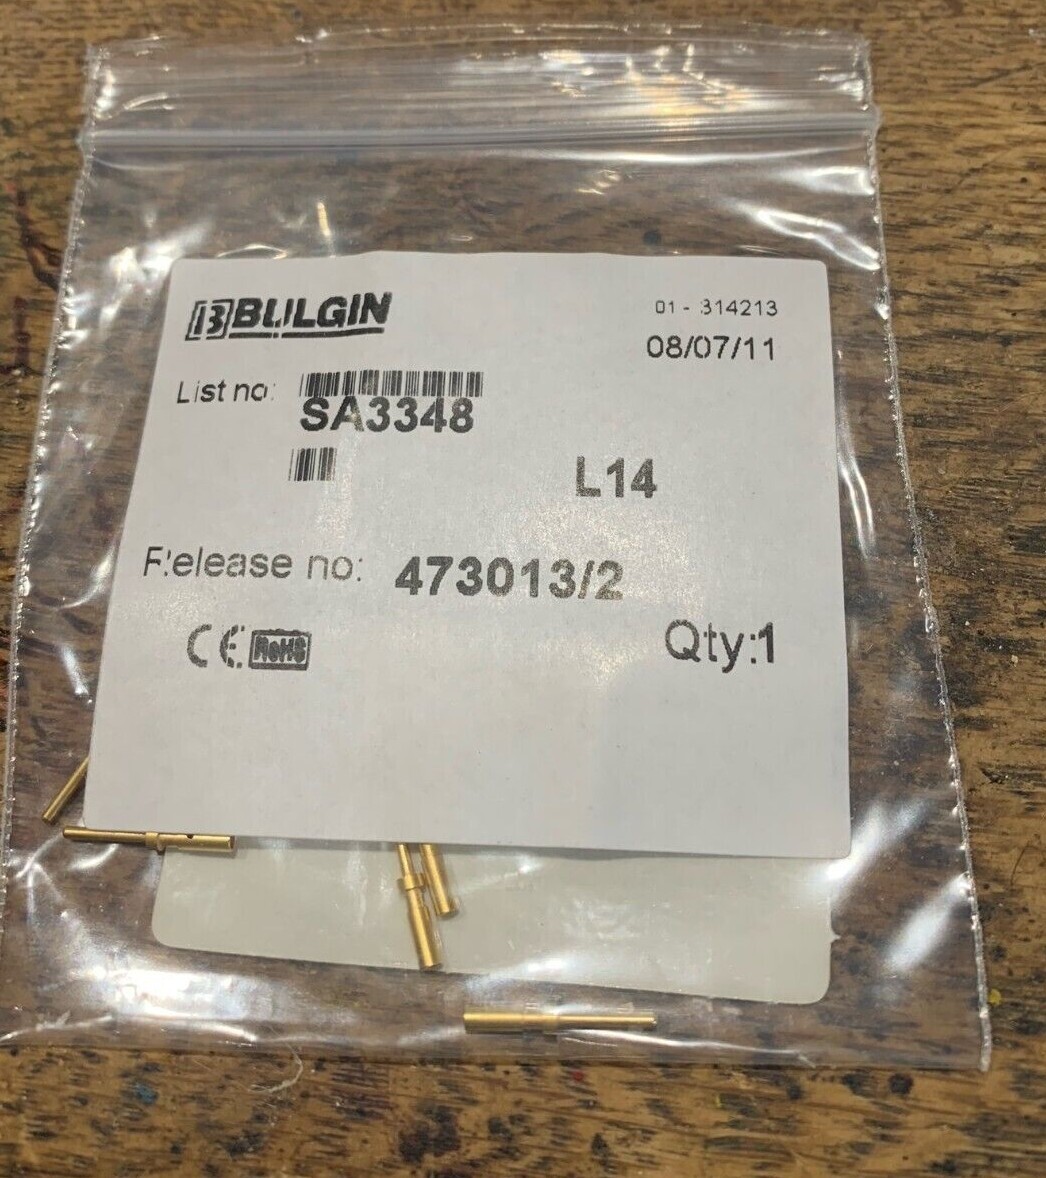 BULGIN
01 - 314213
08/07/11
List no:
SA3348
L14
Release no: 473013/2
CE RoHS
Qty:1